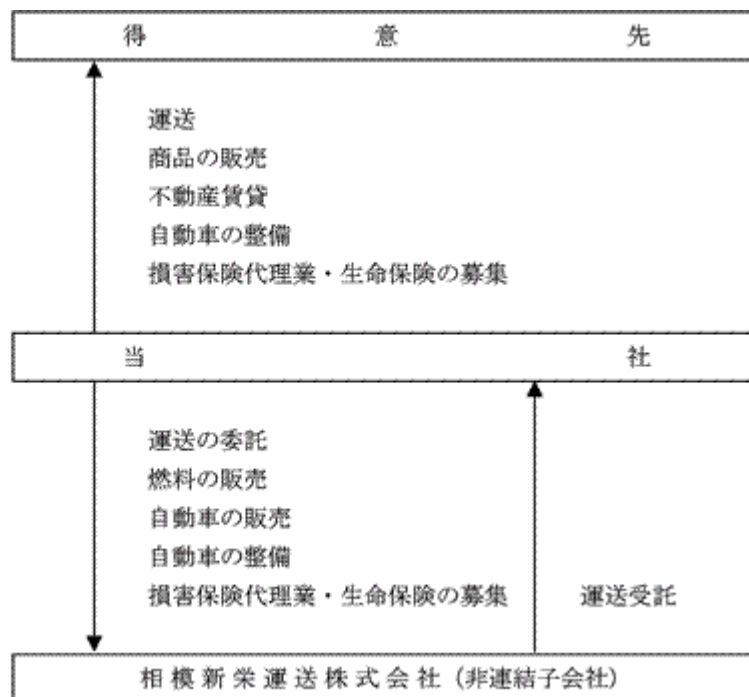 得意先
運送
商品の販売
不動産賃貸
自動車の整備
損害保険代理業・生命保険の募集
当社
運送の委託
燃料の販売
自動車の販売
自動車の整備
損害保険代理業・生命保険の募集 運送受託
相模新栄運送株式会社（非連結子会社）